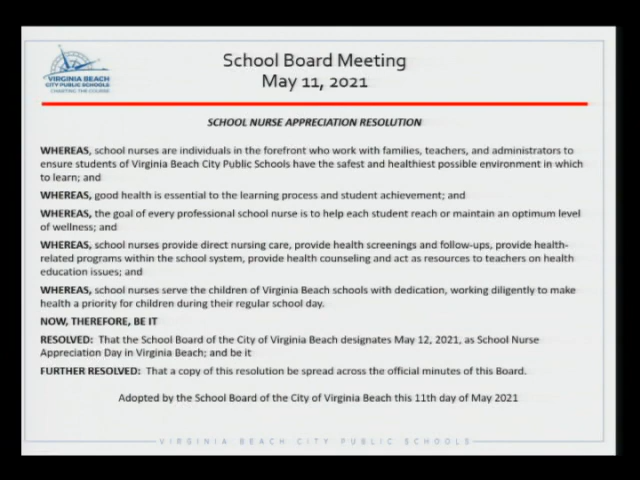 VIRGINIA BEACH
CITY PUBLIC SCHOOLS
CHARTING THE COURSE
School Board Meeting
May 11, 2021
SCHOOL NURSE APPRECIATION RESOLUTION
WHEREAS, school nurses are individuals in the forefront who work with families, teachers, and administrators to
ensure students of Virginia Beach City Public Schools have the safest and healthiest possible environment in which
to learn; and
WHEREAS, good health is essential to the learning process and student achievement; and
WHEREAS, the goal of every professional school nurse is to help each student reach or maintain an optimum level
of wellness; and
WHEREAS, school nurses provide direct nursing care, provide health screenings and follow-ups, provide health-
related programs within the school system, provide health counseling and act as resources to teachers on health
education issues; and
WHEREAS, school nurses serve the children of Virginia Beach schools with dedication, working diligently to make
health a priority for children during their regular school day.
NOW, THEREFORE, BE IT
RESOLVED: That the School Board of the City of Virginia Beach designates May 12, 2021, as School Nurse
Appreciation Day in Virginia Beach; and be it
FURTHER RESOLVED: That a copy of this resolution be spread across the official minutes of this Board.
Adopted by the School Board of the City of Virginia Beach this 11th day of May 2021
VIRGINIA BEACH CITY PUBLIC SCHOOLS